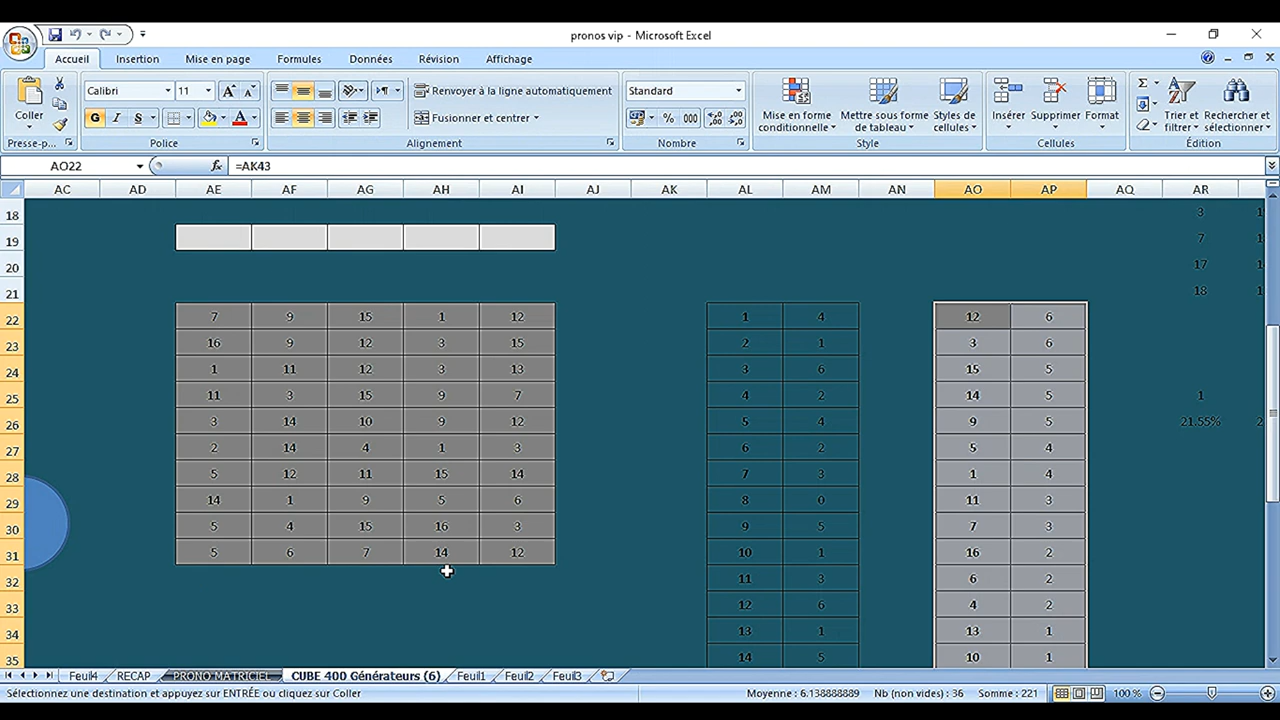 pronos vip - Microsoft Excel
Accueil Insertion Mise en page Formules Données Révision Affichage
Calibri 11 Renvoyer à la ligne automatiquement Standard
Coller G I S Fusionner et centrer % 000 Mise en forme conditionnelle Mettre sous forme de tableau Styles de cellules Insérer Supprimer Format Trier et filtrer Rechercher et sélectionner
Presse-p... Police Alignement Nombre Style Cellules Édition
AO22 fx =AK43
AC AD AE AF AG AH AI AJ AK AL AM AN AO AP AQ AR
18 3
19 7
20 17
21 18
22 7 9 15 1 12 1 4 12 6
23 16 9 12 3 15 2 1 3 6
24 1 11 12 3 13 3 6 15 5
25 11 3 15 9 7 4 2 14 5 1
26 3 14 10 9 12 5 4 9 5 21.55%
27 2 14 4 1 3 6 2 5 4
28 5 12 11 15 14 7 3 1 4
29 14 1 9 5 6 8 0 11 3
30 5 4 15 16 3 9 5 7 3
31 5 6 7 14 12 10 1 16 2
32 11 3 6 2
33 12 6 4 2
34 13 1 13 1
35 14 5 10 1
Feuil4 RECAP PRONO MATRICIEL CUBE 400 Générateurs (6) Feuil1 Feuil2 Feuil3
Sélectionnez une destination et appuyez sur ENTRÉE ou cliquez sur Coller Moyenne : 6.138888889 Nb (non vides) : 36 Somme : 221 100 %